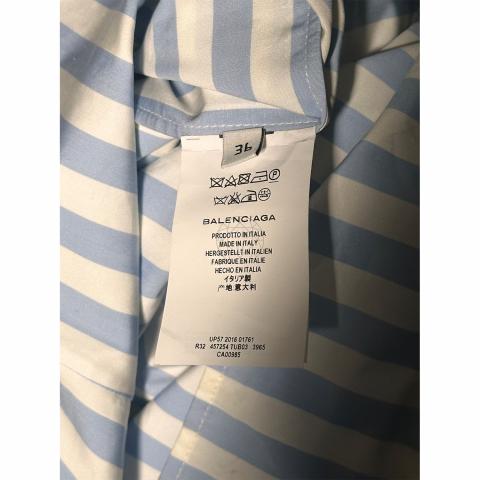 36
BALENCIAGA
PRODOTTO IN ITALIA
MADE IN ITALY
HERGESTELLT IN ITALIEN
FABRIQUE EN ITALIE
HECHO EN ITALIA
イタリア製
产地意大利
UP57 2016 01761
R32 457254 TUB03 3965
CA00985